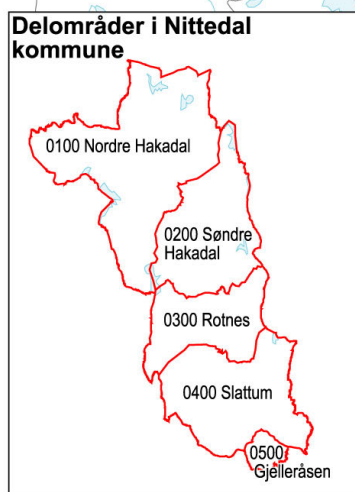 Delområder i Nittedal
kommune
0100 Nordre Hakadal
0200 Søndre
Hakadal
0300 Rotnes
0400 Slattum
0500
Gjelleråsen